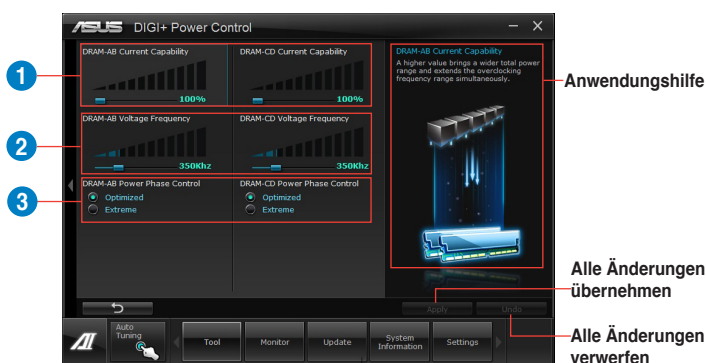 ASUS DIGI+ Power Control
DRAM-AB Current Capability
DRAM-CD Current Capability
100%
100%
DRAM-AB Voltage Frequency
DRAM-CD Voltage Frequency
350Khz
350Khz
DRAM-AB Power Phase Control
DRAM-CD Power Phase Control
Optimized
Optimized
Extreme
Extreme
DRAM-AB Current Capability
A higher value brings a wider total power
range and extends the overclocking
frequency range simultaneously.
Apply
Undo
Auto
Tuning
Tool
Monitor
Update
System
Information
Settings
1
2
3
Anwendungshilfe
Alle Änderungen
übernehmen
Alle Änderungen
verwerfen